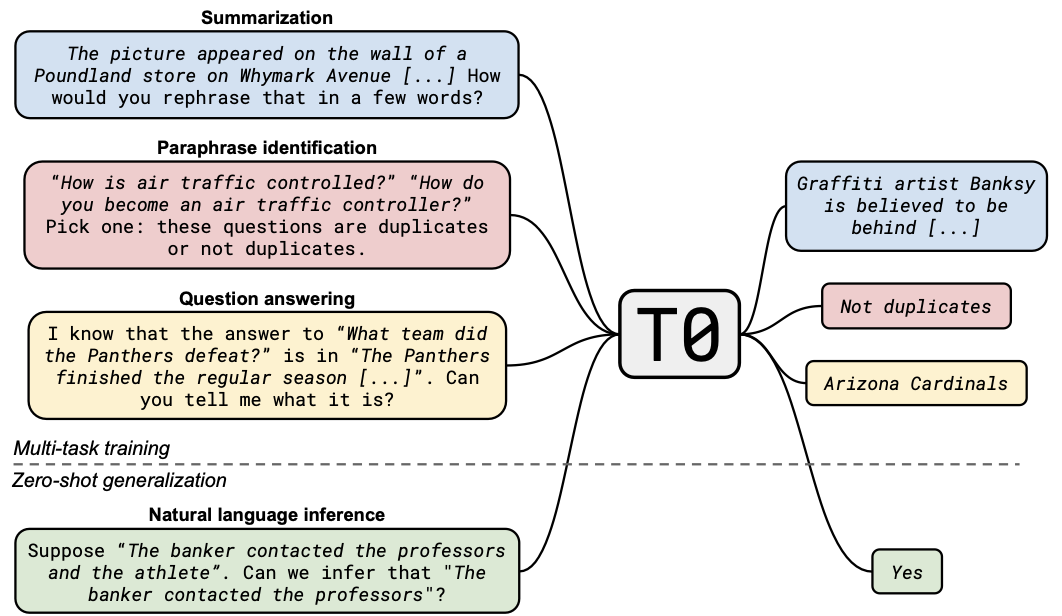 Summarization
The picture appeared on the wall of a
Poundland store on Whymark Avenue [...] How
would you rephrase that in a few words?
Paraphrase identification
“How is air traffic controlled?” “How do
you become an air traffic controller?”
Pick one: these questions are duplicates
or not duplicates.
Question answering
I know that the answer to “What team did
the Panthers defeat?” is in “The Panthers
finished the regular season [...]”. Can
you tell me what it is?
Multi-task training
Zero-shot generalization
Natural language inference
Suppose “The banker contacted the professors
and the athlete”. Can we infer that "The
banker contacted the professors"?
T0
Graffiti artist Banksy
is believed to be
behind [...]
Not duplicates
Arizona Cardinals
Yes